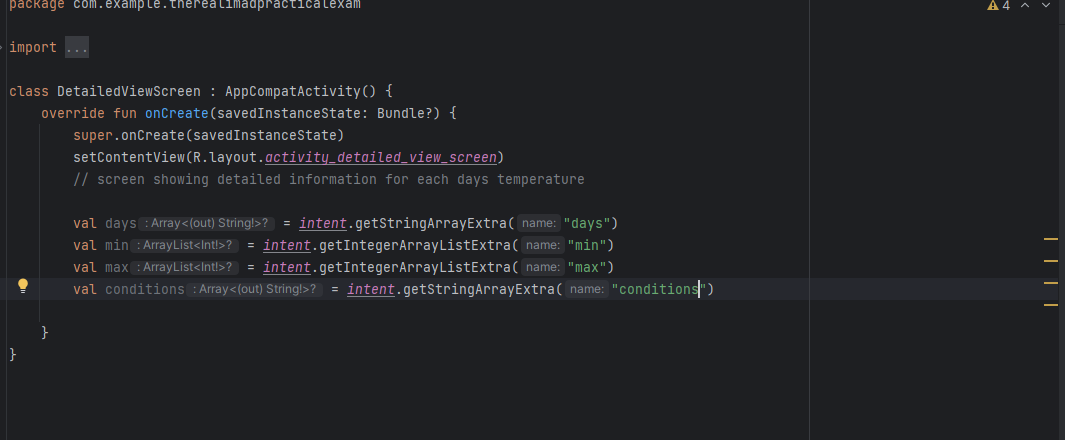 package com.example.therealimadpracticalexam
4
import ...
class DetailedViewScreen : AppCompatActivity() {
override fun onCreate(savedInstanceState: Bundle?) {
super.onCreate(savedInstanceState)
setContentView(R.layout.activity_detailed_view_screen)
// screen showing detailed information for each days temperature
val days : Array<(out) String!>? = intent.getStringArrayExtra( name: "days")
val min : ArrayList<Int!>? = intent.getIntegerArrayListExtra( name: "min")
val max : ArrayList<Int!>? = intent.getIntegerArrayListExtra( name: "max")
val conditions : Array<(out) String!>? = intent.getStringArrayExtra( name: "conditions")
}
}